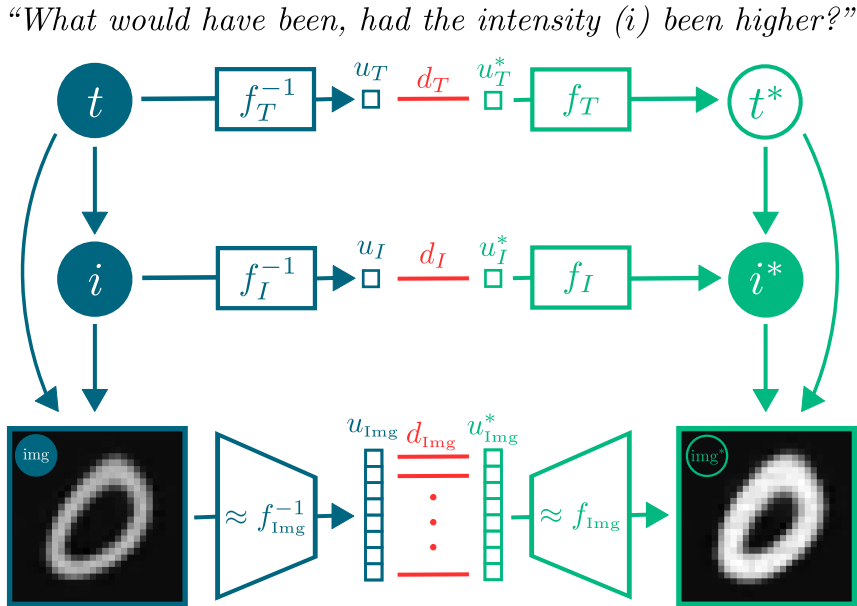 “What would have been, had the intensity (i) been higher?”
t f_T^{-1} u_T d_T u_T^* f_T t*
i f_I^{-1} u_I d_I u_I^* f_I i*
img u_Img d_Img u_Img^* img*
≈ f_Img^{-1} ≈ f_Img